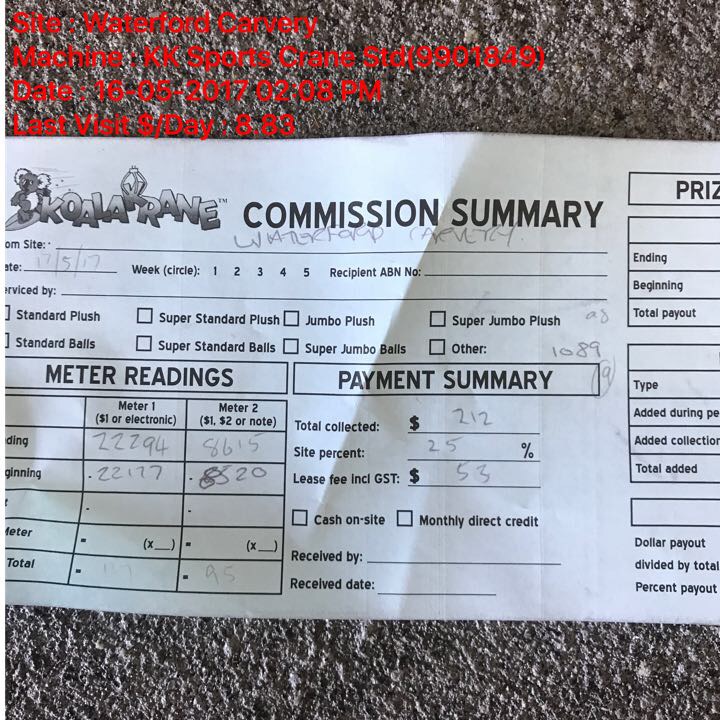 Site : Waterford Carvery
Machine : KK Sports Crane Std(9901849)
Date : 16-05-2017 02:08 PM
Last Visit $/Day : 8.83
KOALA KRANE™ COMMISSION SUMMARY
om Site: WATERFORD CARVERY
ate: 17/5/17 Week (circle): 1 2 3 4 5 Recipient ABN No:
erviced by:
Standard Plush Super Standard Plush Jumbo Plush Super Jumbo Plush
Standard Balls Super Standard Balls Super Jumbo Balls Other: 1089
METER READINGS
Meter 1 ($1 or electronic) Meter 2 ($1, $2 or note)
ding 22294 8615
ginning - 22177 - 8520
- -
Meter = (x__) = (x__)
Total = 117 = 95
PAYMENT SUMMARY
Total collected: $ 212
Site percent: 25 %
Lease fee incl GST: $ 53
Cash on-site Monthly direct credit
Received by:
Received date:
PRIZ
Ending
Beginning
Total payout
Type
Added during pe
Added collection
Total added
Dollar payout
divided by total
Percent payout